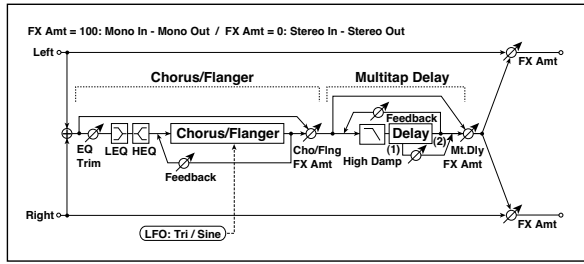 FX Amt = 100: Mono In - Mono Out / FX Amt = 0: Stereo In - Stereo Out
Left
FX Amt
Chorus/Flanger
Multitap Delay
Feedback
EQ
Trim
LEQ
HEQ
Chorus/Flanger
Cho/Flng
FX Amt
High Damp
Delay
(1)
(2)
Mt.Dly
FX Amt
Feedback
Right
FX Amt
LFO: Tri / Sine